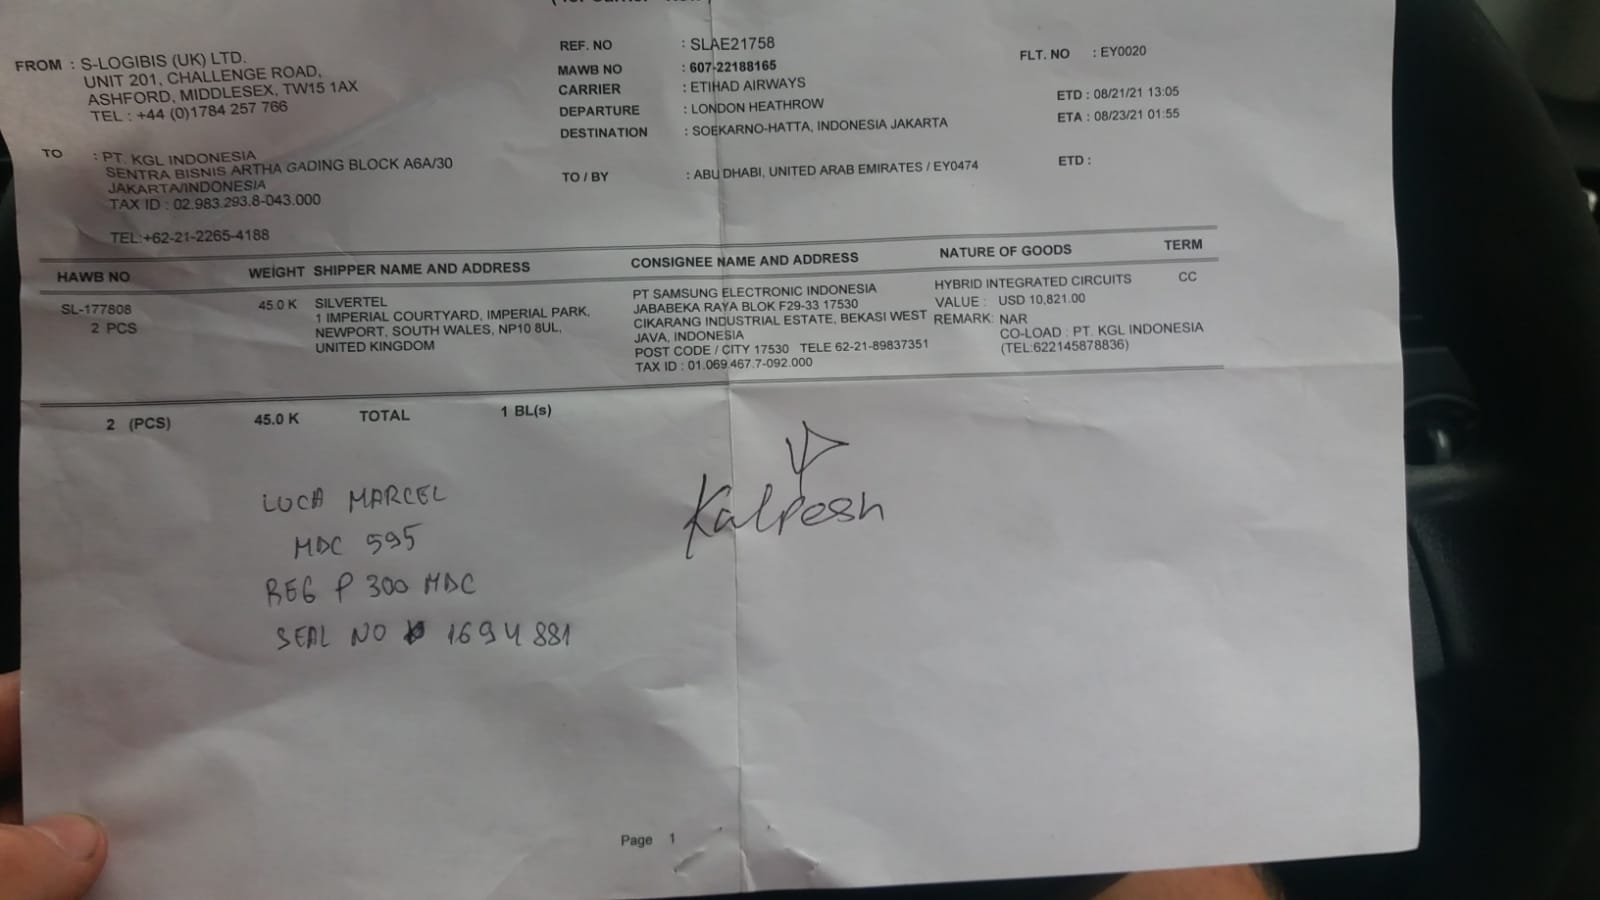 FROM : S-LOGIBIS (UK) LTD.
UNIT 201, CHALLENGE ROAD,
ASHFORD, MIDDLESEX, TW15 1AX
TEL : +44 (0)1784 257 766
TO : PT. KGL INDONESIA
SENTRA BISNIS ARTHA GADING BLOCK A6A/30
JAKARTA/INDONESIA
TAX ID : 02.983.293.8-043.000
TEL:+62-21-2265-4188
REF. NO : SLAE21758
MAWB NO : 607-22188165
CARRIER : ETIHAD AIRWAYS
DEPARTURE : LONDON HEATHROW
DESTINATION : SOEKARNO-HATTA, INDONESIA JAKARTA
TO / BY : ABU DHABI, UNITED ARAB EMIRATES / EY0474
FLT. NO : EY0020
ETD : 08/21/21 13:05
ETA : 08/23/21 01:55
ETD :
HAWB NO WEIGHT SHIPPER NAME AND ADDRESS CONSIGNEE NAME AND ADDRESS NATURE OF GOODS TERM
SL-177808
2 PCS
45.0 K
SILVERTEL
1 IMPERIAL COURTYARD, IMPERIAL PARK,
NEWPORT, SOUTH WALES, NP10 8UL,
UNITED KINGDOM
PT SAMSUNG ELECTRONIC INDONESIA
JABABEKA RAYA BLOK F29-33 17530
CIKARANG INDUSTRIAL ESTATE, BEKASI WEST
JAVA, INDONESIA
POST CODE / CITY 17530 TELE 62-21-89837351
TAX ID : 01.069.467.7-092.000
HYBRID INTEGRATED CIRCUITS
VALUE : USD 10,821.00
REMARK: NAR
CO-LOAD : PT. KGL INDONESIA
(TEL:622145878836)
CC
2 (PCS) 45.0 K TOTAL 1 BL(s)
LUCA MARCEL
MDC 595
REG P 300 MDC
SEAL NO 1694881
Kalpesh
Page 1